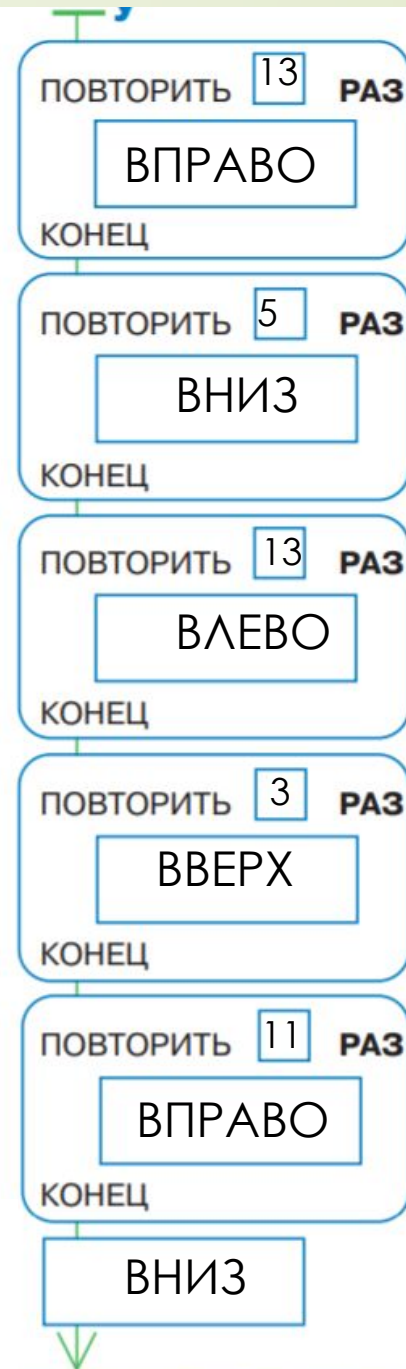 ПОВТОРИТЬ 13 РАЗ
ВПРАВО
КОНЕЦ
ПОВТОРИТЬ 5 РАЗ
ВНИЗ
КОНЕЦ
ПОВТОРИТЬ 13 РАЗ
ВЛЕВО
КОНЕЦ
ПОВТОРИТЬ 3 РАЗ
ВВЕРХ
КОНЕЦ
ПОВТОРИТЬ 11 РАЗ
ВПРАВО
КОНЕЦ
ВНИЗ